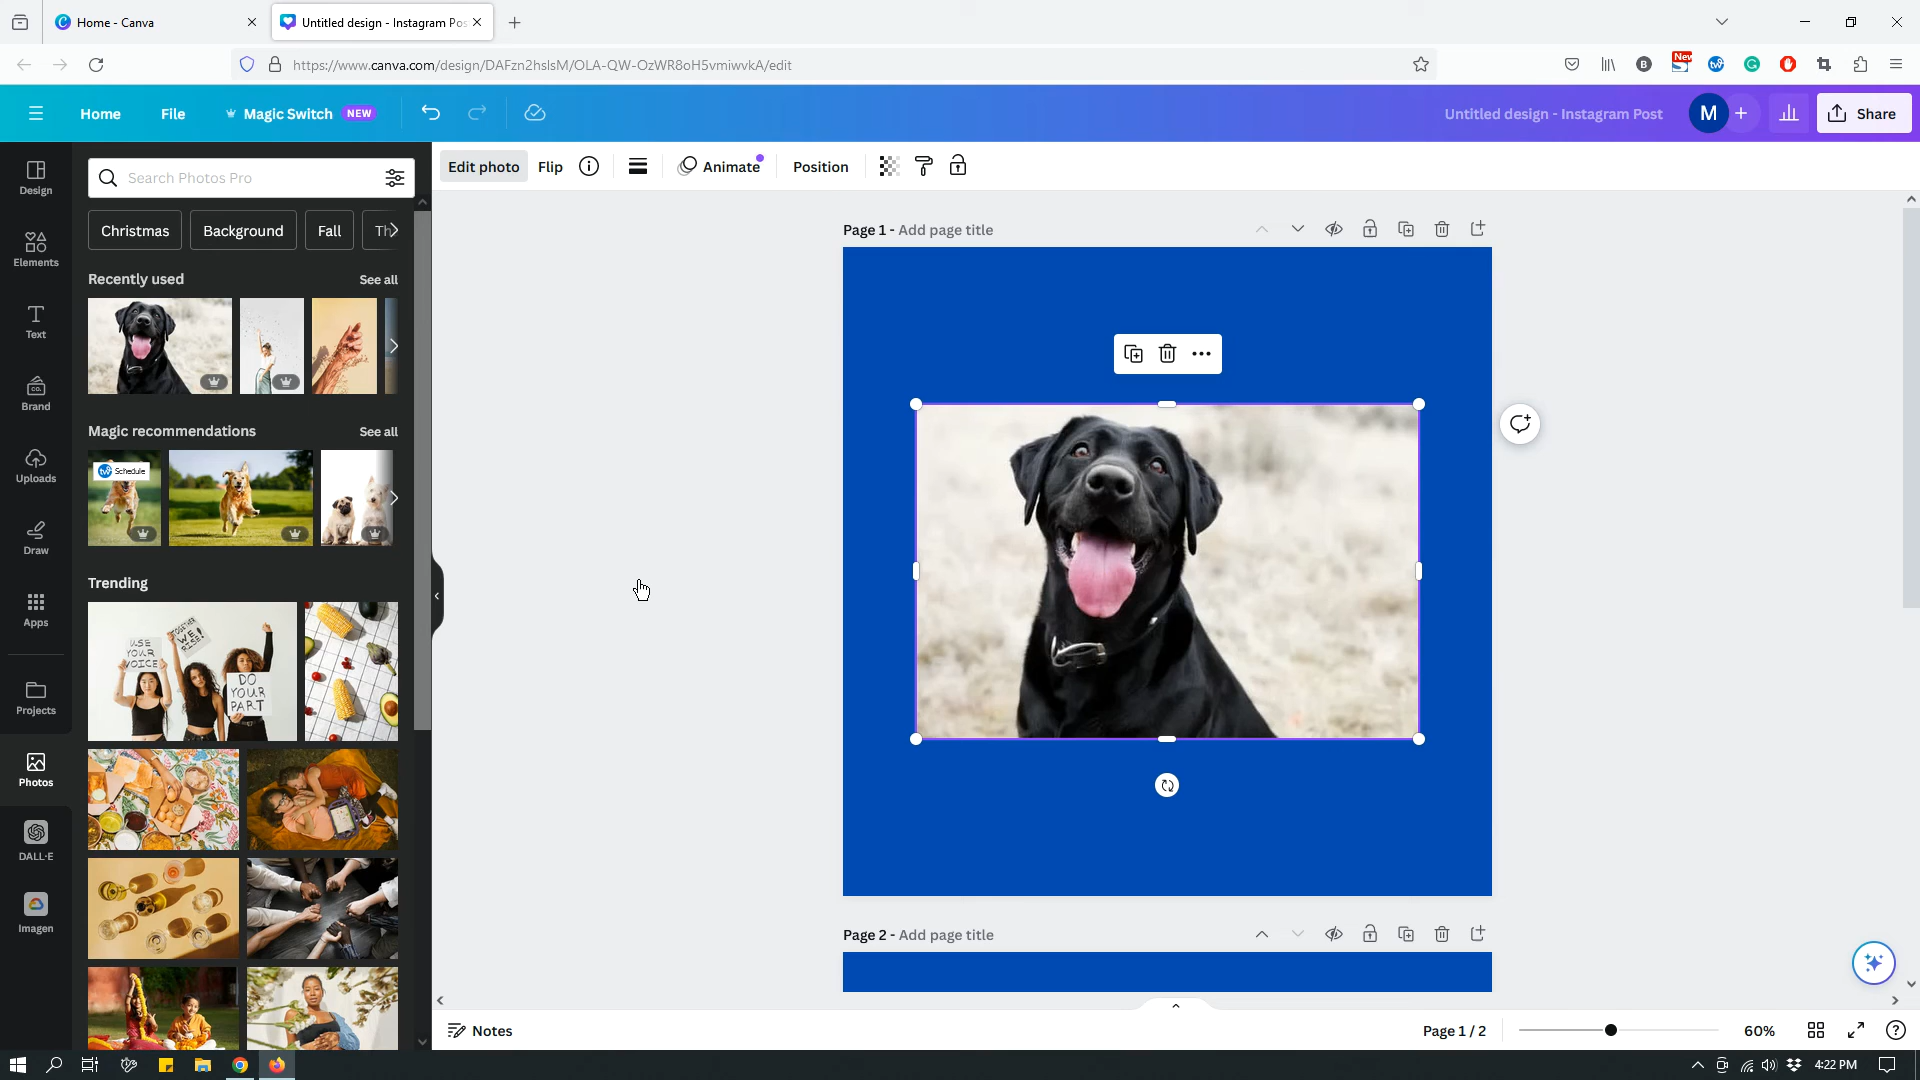 Home - Canva
Untitled design - Instagram Pos
https://www.canva.com/design/DAFzn2hslsM/OLA-QW-OzWR8oH5vmiwvkA/edit
New
Home
File
Magic Switch
NEW
Untitled design - Instagram Post
M
Share
Design
Elements
Text
Brand
Uploads
Draw
Apps
Projects
Photos
DALL·E
Imagen
Search Photos Pro
Christmas
Background
Fall
Th
Recently used
See all
Magic recommendations
See all
Schedule
Trending
USE YOUR VOICE
TOGETHER WE RISE!
DO YOUR PART
Edit photo
Flip
Animate
Position
Page 1 - Add page title
Page 2 - Add page title
Notes
Page 1 / 2
60%
4:22 PM